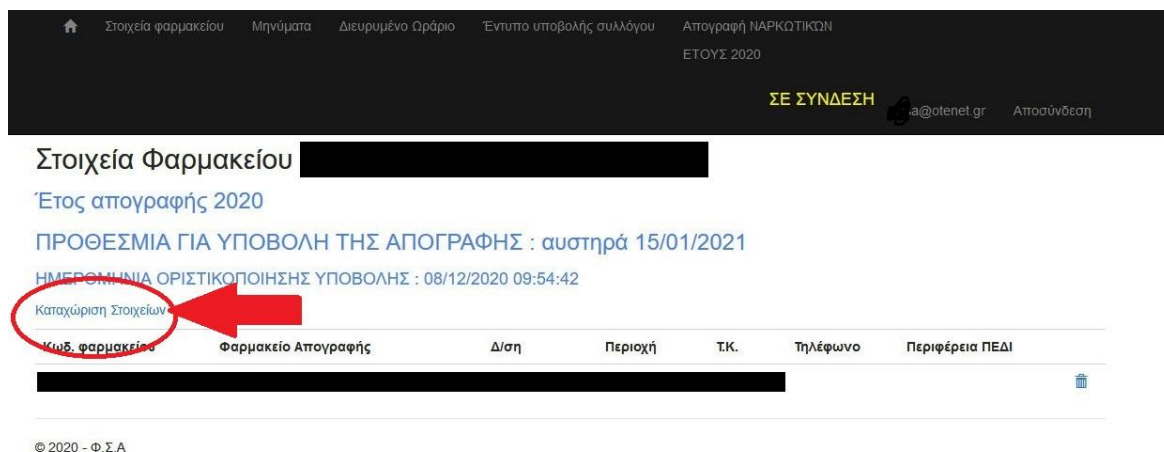 Στοιχεία φαρμακείου Μηνύματα Διευρυμένο Ωράριο Έντυπο υποβολής συλλόγου Απογραφή ΝΑΡΚΩΤΙΚΏΝ
ΕΤΟΥΣ 2020
ΣΕ ΣΥΝΔΕΣΗ a@otenet.gr Αποσύνδεση
Στοιχεία Φαρμακείου
Έτος απογραφής 2020
ΠΡΟΘΕΣΜΙΑ ΓΙΑ ΥΠΟΒΟΛΗ ΤΗΣ ΑΠΟΓΡΑΦΗΣ : αυστηρά 15/01/2021
ΗΜΕΡΟΜΗΝΙΑ ΟΡΙΣΤΙΚΟΠΟΙΗΣΗΣ ΥΠΟΒΟΛΗΣ : 08/12/2020 09:54:42
Καταχώριση Στοιχείων
Κωδ. φαρμακείου Φαρμακείο Απογραφής Δ/ση Περιοχή Τ.Κ. Τηλέφωνο Περιφέρεια ΠΕΔΙ
© 2020 - Φ.Σ.Α